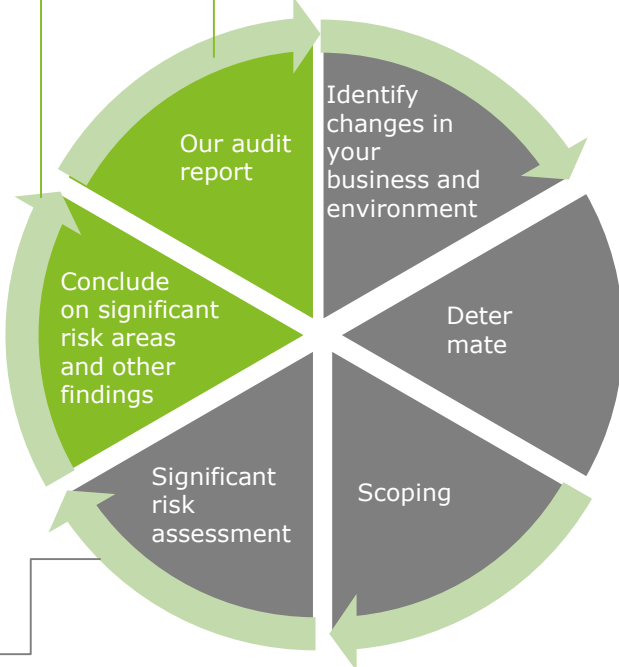 Identify
changes in
your
business and
environment
Deter
mate
Scoping
Significant
risk
assessment
Conclude
on significant
risk areas
and other
findings
Our audit
report